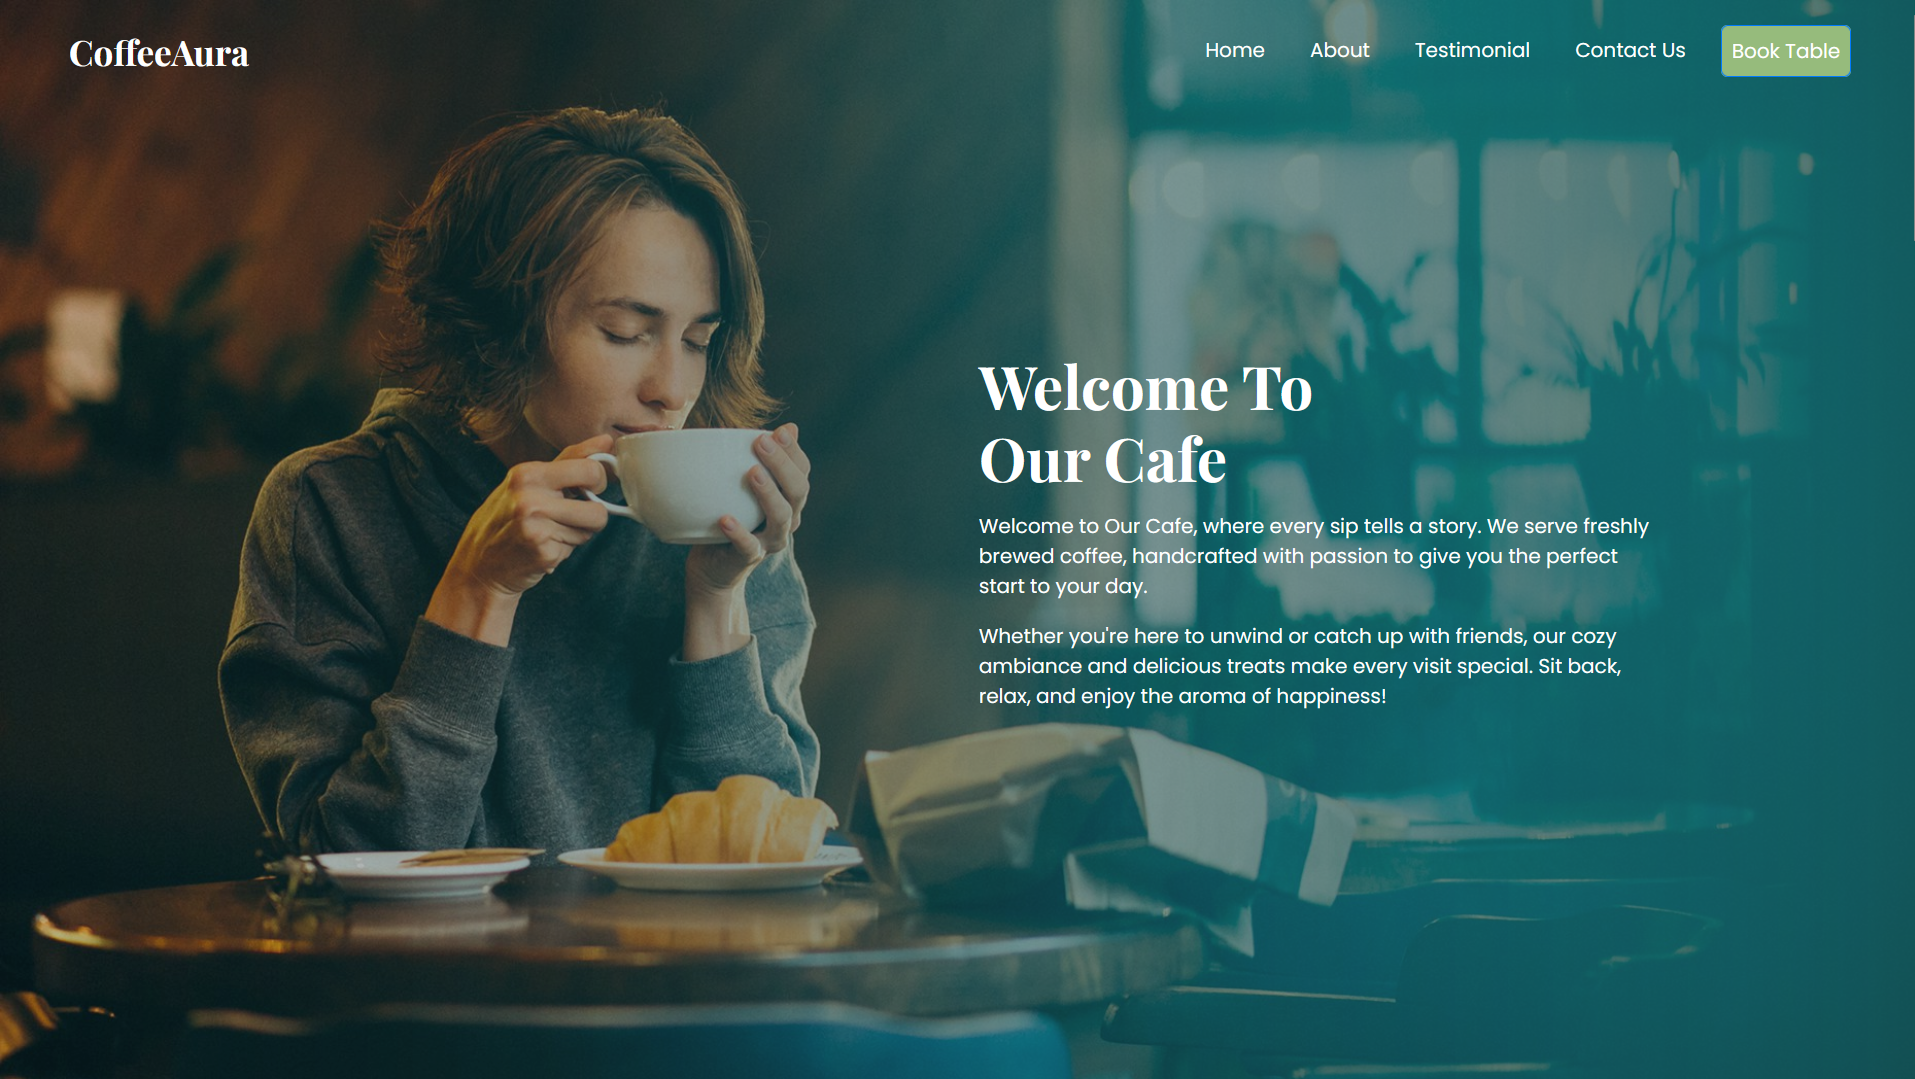 CoffeeAura
Home About Testimonial Contact Us Book Table
Welcome To
Our Cafe
Welcome to Our Cafe, where every sip tells a story. We serve freshly
brewed coffee, handcrafted with passion to give you the perfect
start to your day.
Whether you're here to unwind or catch up with friends, our cozy
ambiance and delicious treats make every visit special. Sit back,
relax, and enjoy the aroma of happiness!